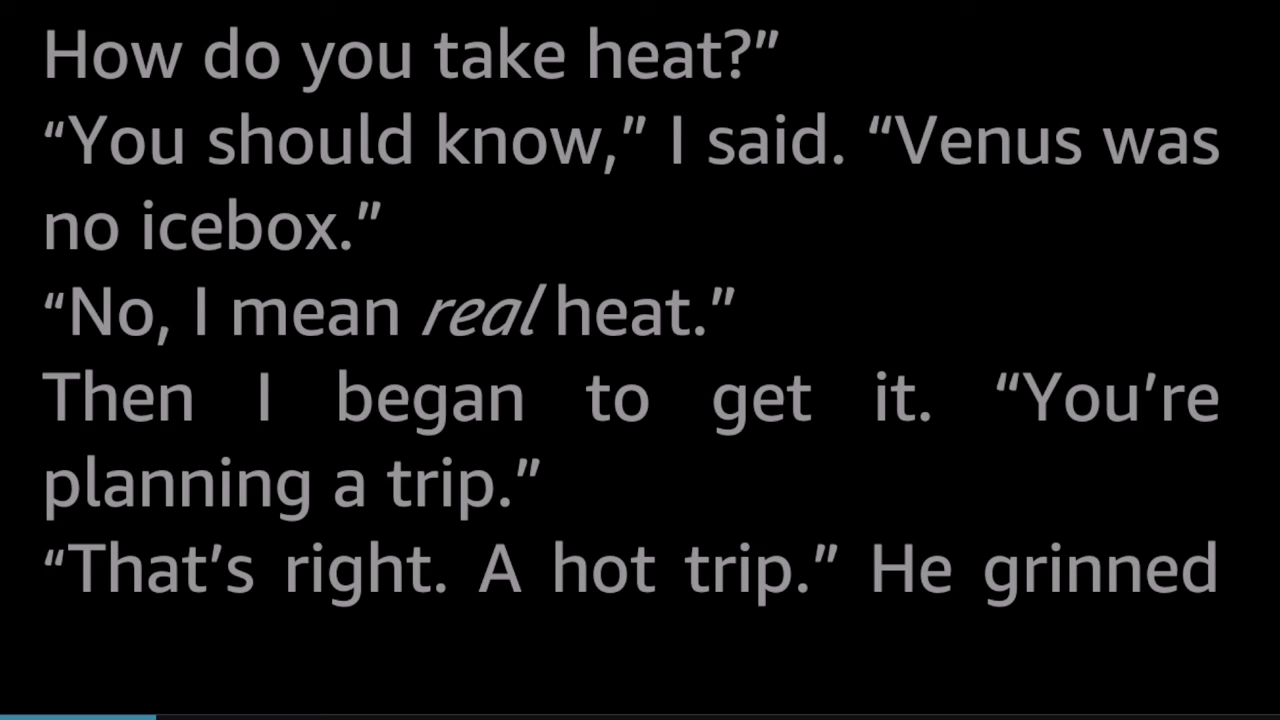 How do you take heat?”
“You should know,” I said. “Venus was
no icebox.”
“No, I mean real heat.”
Then I began to get it. “You’re
planning a trip.”
“That’s right. A hot trip.” He grinned